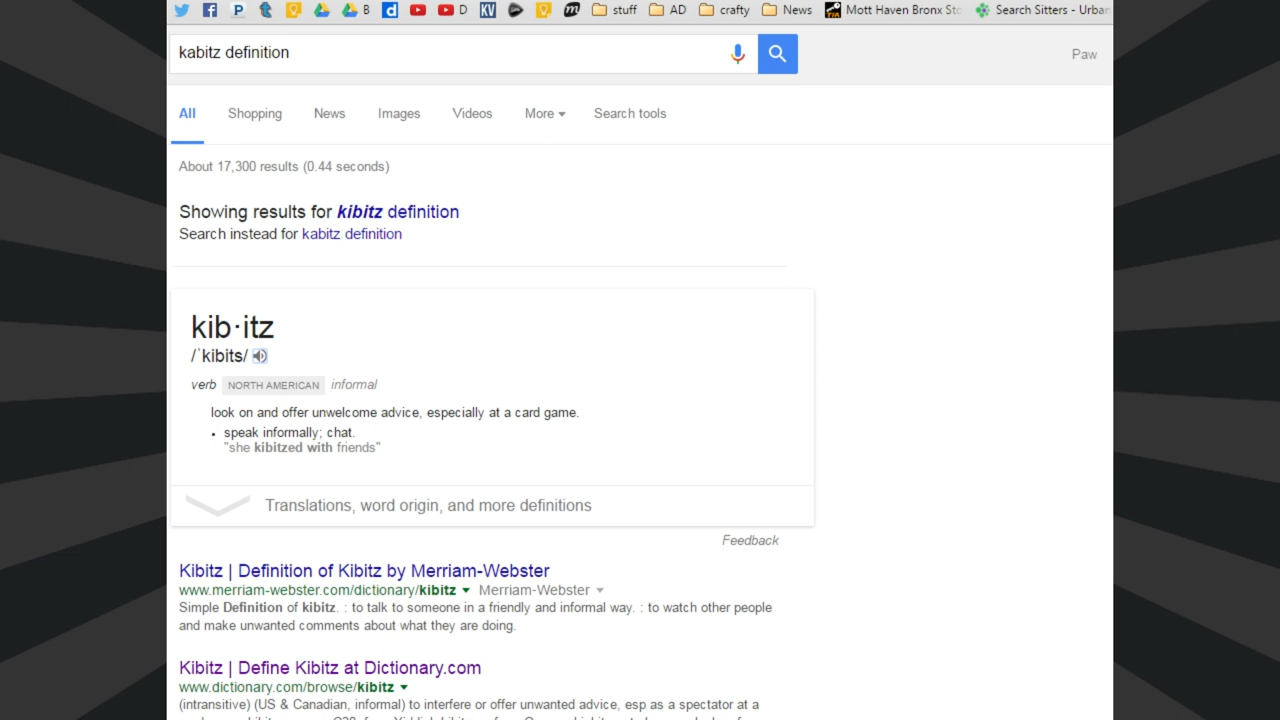 B D KV stuff AD crafty News Mott Haven Bronx Sto Search Sitters - Urban
kabitz definition
Paw
All Shopping News Images Videos More Search tools
About 17,300 results (0.44 seconds)
Showing results for kibitz definition
Search instead for kabitz definition
kib·itz
/ˈkibits/
verb NORTH AMERICAN informal
look on and offer unwelcome advice, especially at a card game.
• speak informally; chat.
"she kibitzed with friends"
Translations, word origin, and more definitions
Feedback
Kibitz | Definition of Kibitz by Merriam-Webster
www.merriam-webster.com/dictionary/kibitz Merriam-Webster
Simple Definition of kibitz. : to talk to someone in a friendly and informal way. : to watch other people
and make unwanted comments about what they are doing.
Kibitz | Define Kibitz at Dictionary.com
www.dictionary.com/browse/kibitz
(intransitive) (US & Canadian, informal) to interfere or offer unwanted advice, esp as a spectator at a